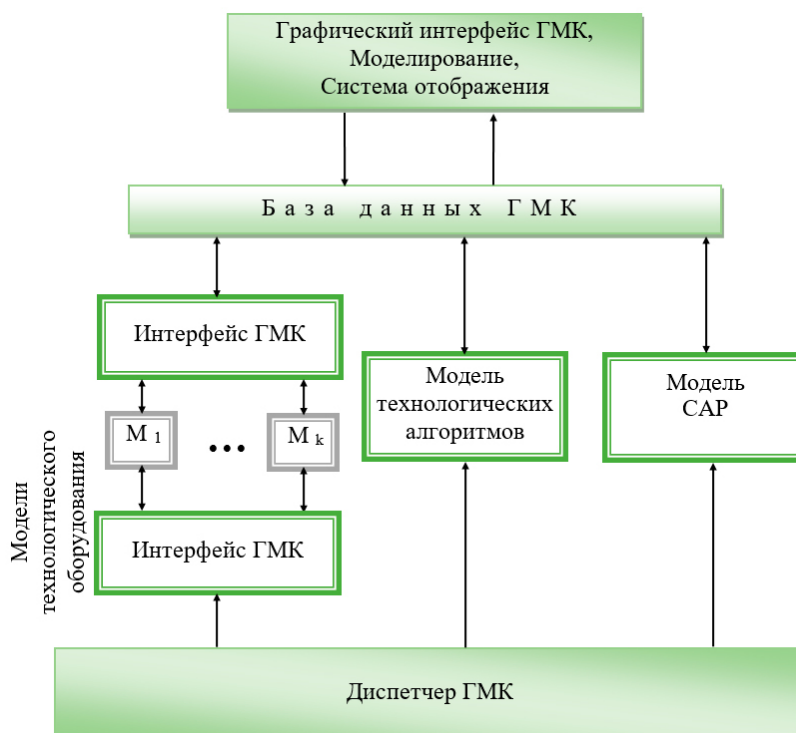 Графический интерфейс ГМК,
Моделирование,
Система отображения
База данных ГМК
Интерфейс ГМК
Модель
технологических
алгоритмов
Модель
САР
М 1
...
М k
Модели
технологического
оборудования
Интерфейс ГМК
Диспетчер ГМК